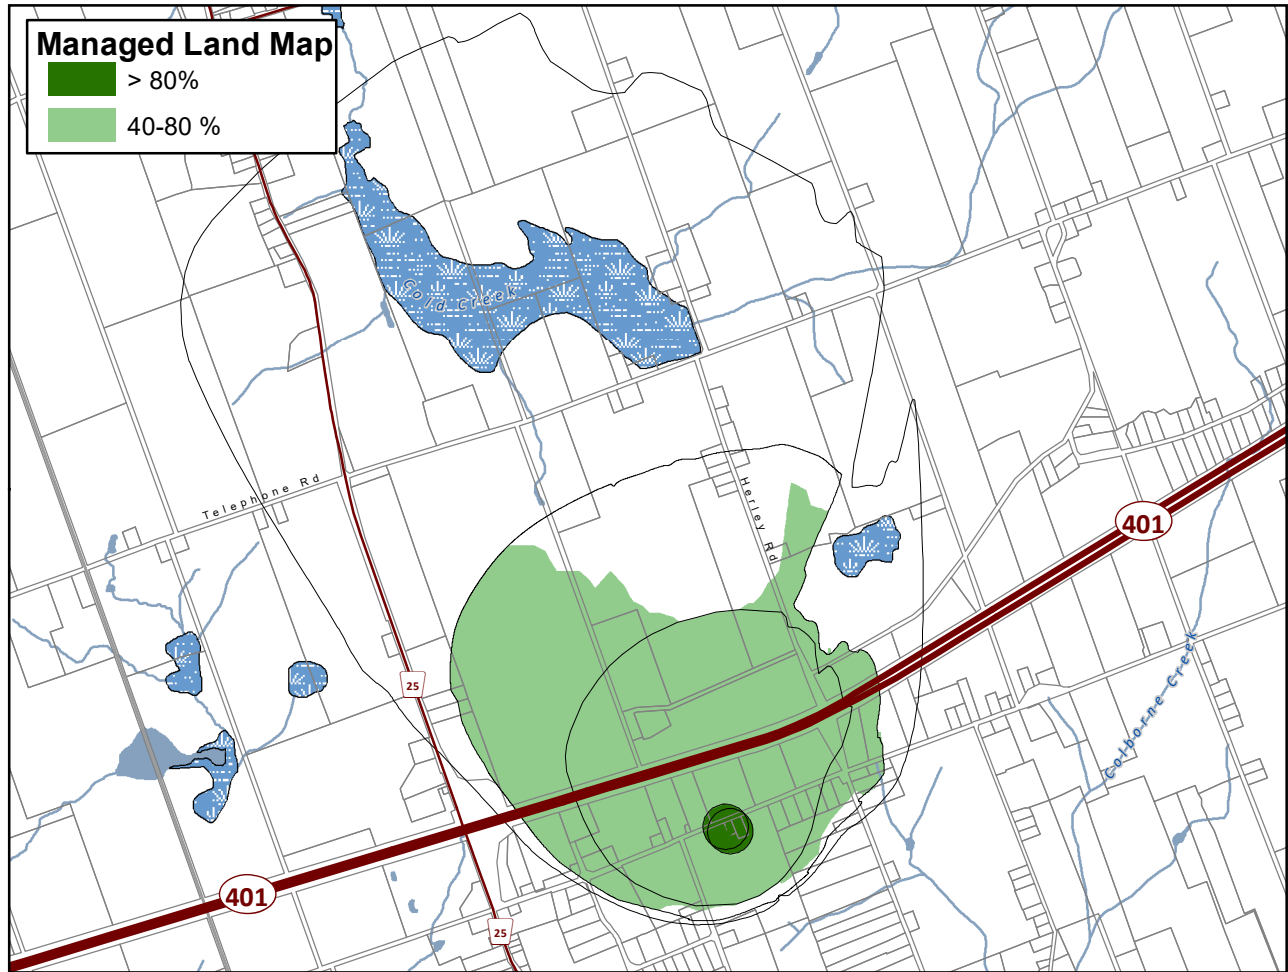 Managed Land Map
> 80%
40-80 %
Cold Creek
Telephone Rd
Herley Rd
401
25
Colborne Creek
401
25